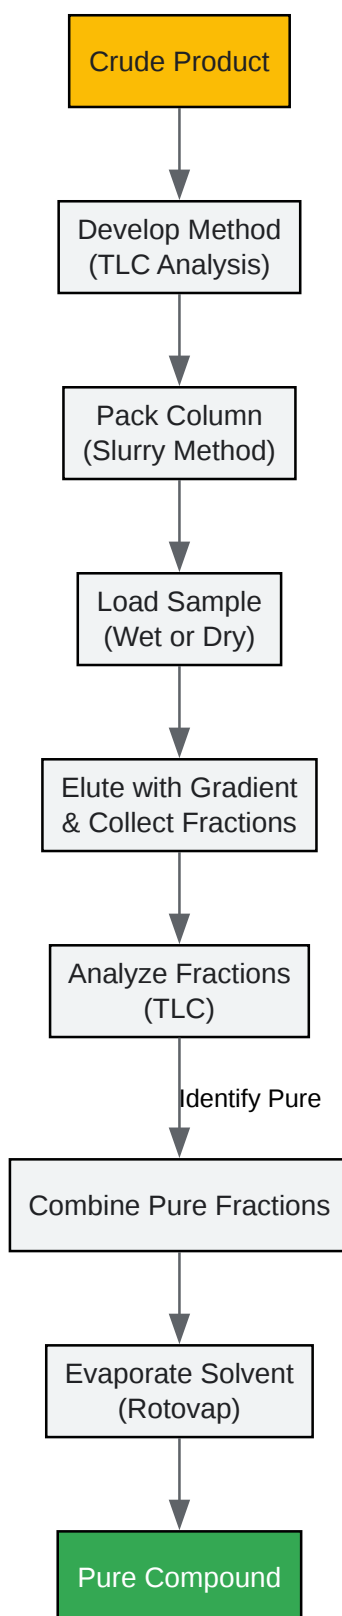 Crude Product
Develop Method
(TLC Analysis)
Pack Column
(Slurry Method)
Load Sample
(Wet or Dry)
Elute with Gradient
& Collect Fractions
Analyze Fractions
(TLC)
Identify Pure
Combine Pure Fractions
Evaporate Solvent
(Rotovap)
Pure Compound